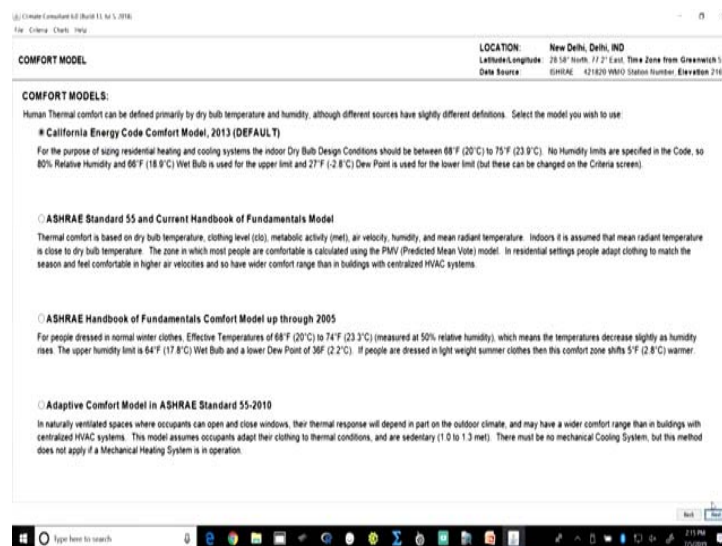 Climate Consultant 6.0 (Build 13, Jul 5, 2018)
File Criteria Charts Help
COMFORT MODEL
LOCATION: New Delhi, Delhi, IND
Latitude/Longitude: 28.58° North, 77.2° East, Time Zone from Greenwich 5
Data Source: ISHRAE 421820 WMO Station Number, Elevation 216
COMFORT MODELS:
Human Thermal comfort can be defined primarily by dry bulb temperature and humidity, although different sources have slightly different definitions. Select the model you wish to use:
California Energy Code Comfort Model, 2013 (DEFAULT)
For the purpose of sizing residential heating and cooling systems the indoor Dry Bulb Design Conditions should be between 68°F (20°C) to 75°F (23.9°C). No Humidity limits are specified in the Code, so
80% Relative Humidity and 66°F (18.9°C) Wet Bulb is used for the upper limit and 27°F (-2.8°C) Dew Point is used for the lower limit (but these can be changed on the Criteria screen).
ASHRAE Standard 55 and Current Handbook of Fundamentals Model
Thermal comfort is based on dry bulb temperature, clothing level (clo), metabolic activity (met), air velocity, humidity, and mean radiant temperature. Indoors it is assumed that mean radiant temperature
is close to dry bulb temperature. The zone in which most people are comfortable is calculated using the PMV (Predicted Mean Vote) model. In residential settings people adapt clothing to match the
season and feel comfortable in higher air velocities and so have wider comfort range than in buildings with centralized HVAC systems.
ASHRAE Handbook of Fundamentals Comfort Model up through 2005
For people dressed in normal winter clothes, Effective Temperatures of 68°F (20°C) to 74°F (23.3°C) (measured at 50% relative humidity), which means the temperatures decrease slightly as humidity
rises. The upper humidity limit is 64°F (17.8°C) Wet Bulb and a lower Dew Point of 36F (2.2°C). If people are dressed in light weight summer clothes then this comfort zone shifts 5°F (2.8°C) warmer.
Adaptive Comfort Model in ASHRAE Standard 55-2010
In naturally ventilated spaces where occupants can open and close windows, their thermal response will depend in part on the outdoor climate, and may have a wider comfort range than in buildings with
centralized HVAC systems. This model assumes occupants adapt their clothing to thermal conditions, and are sedentary (1.0 to 1.3 met). There must be no mechanical Cooling System, but this method
does not apply if a Mechanical Heating System is in operation.
Back Next
Type here to search
2:15 PM